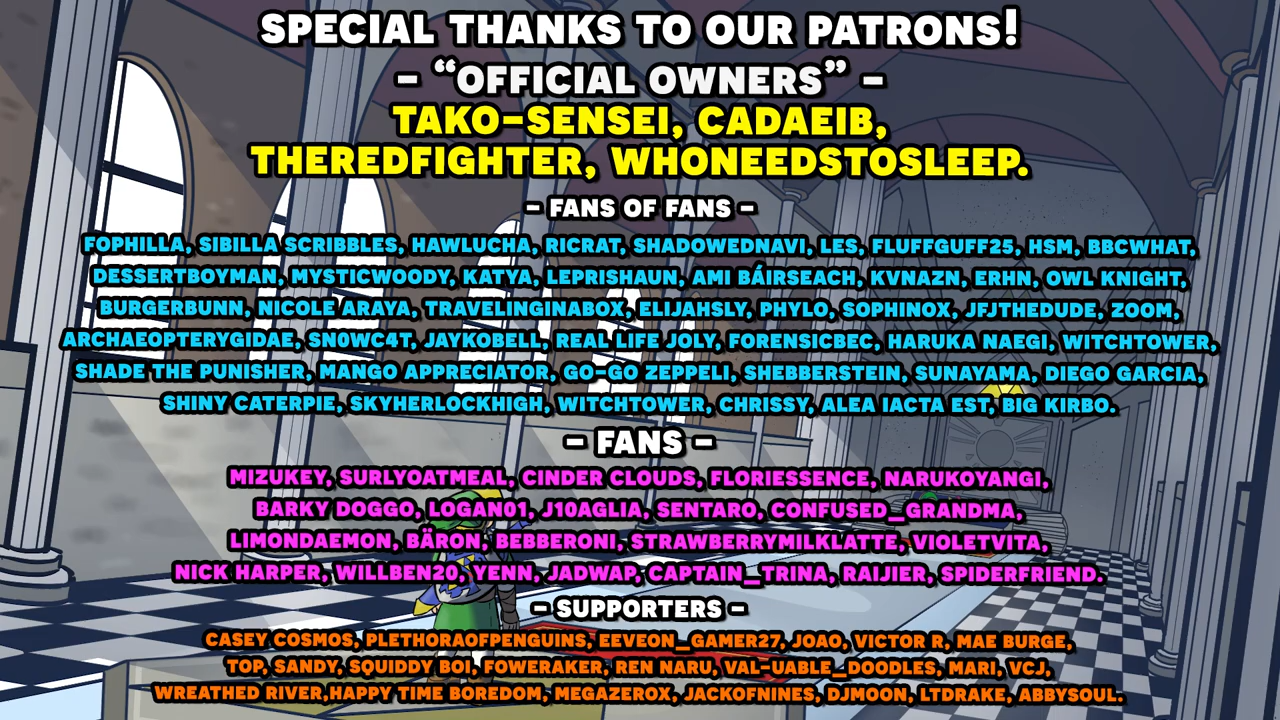 SPECIAL THANKS TO OUR PATRONS!
- "OFFICIAL OWNERS" -
TAKO-SENSEI, CADAEIB,
THEREDFIGHTER, WHONEEDSTOSLEEP.
- FANS OF FANS -
FOPHILLA, SIBILLA SCRIBBLES, HAWLUCHA, RICRAT, SHADOWEDNAVI, LES, FLUFFGUFF25, HSM, BBCWHAT,
DESSERTBOYMAN, MYSTICWOODY, KATYA, LEPRISHAUN, AMI BÁIRSEACH, KVNAZN, ERHN, OWL KNIGHT,
BURGERBUNN, NICOLE ARAYA, TRAVELINGINABOX, ELIJAHSLY, PHYLO, SOPHINOX, JFJTHEDUDE, ZOOM,
ARCHAEOPTERYGIDAE, SN0WC4T, JAYKOBELL, REAL LIFE JOLY, FORENSICBEC, HARUKA NAEGI, WITCHTOWER,
SHADE THE PUNISHER, MANGO APPRECIATOR, GO-GO ZEPPELI, SHEBBERSTEIN, SUNAYAMA, DIEGO GARCIA,
SHINY CATERPIE, SKYHERLOCKHIGH, WITCHTOWER, CHRISSY, ALEA IACTA EST, BIG KIRBO.
- FANS -
MIZUKEY, SURLYOATMEAL, CINDER CLOUDS, FLORIESSENCE, NARUKOYANGI,
BARKY DOGGO, LOGAN01, J10AGLIA, SENTARO, CONFUSED_GRANDMA,
LIMONDAEMON, BÄRON, BEBBERONI, STRAWBERRYMILKLATTE, VIOLETVITA,
NICK HARPER, WILLBEN20, YENN, JADWAP, CAPTAIN_TRINA, RAIJIER, SPIDERFRIEND.
- SUPPORTERS -
CASEY COSMOS, PLETHORAOFPENGUINS, EEVEON_GAMER27, JOAO, VICTOR R, MAE BURGE,
TOP, SANDY, SQUIDDY BOI, FOWERAKER, REN NARU, VAL-UABLE_DOODLES, MARI, VCJ,
WREATHED RIVER,HAPPY TIME BOREDOM, MEGAZEROX, JACKOFNINES, DJMOON, LTDRAKE, ABBYSOUL.